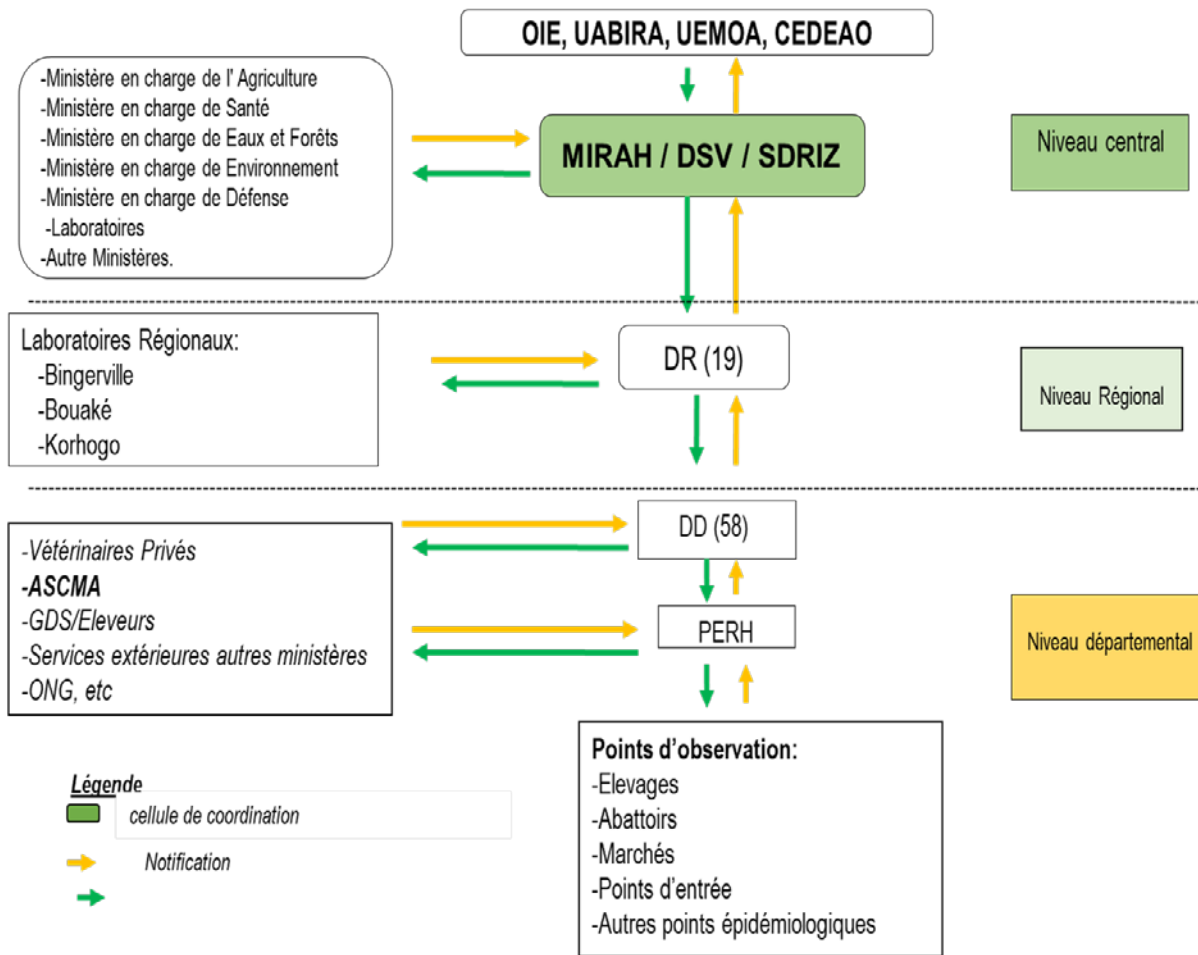 OIE, UABIRA, UEMOA, CEDEAO
-Ministère en charge de l' Agriculture
-Ministère en charge de Santé
-Ministère en charge de Eaux et Forêts
-Ministère en charge de Environnement
-Ministère en charge de Défense
-Laboratoires
-Autre Ministères.
MIRAH / DSV / SDRIZ
Niveau central
Laboratoires Régionaux:
-Bingerville
-Bouaké
-Korhogo
DR (19)
Niveau Régional
-Vétérinaires Privés
-ASCMA
-GDS/Eleveurs
-Services extérieures autres ministères
-ONG, etc
DD (58)
PERH
Niveau départemental
Points d'observation:
-Elevages
-Abattoirs
-Marchés
-Points d'entrée
-Autres points épidémiologiques
Légende
cellule de coordination
Notification